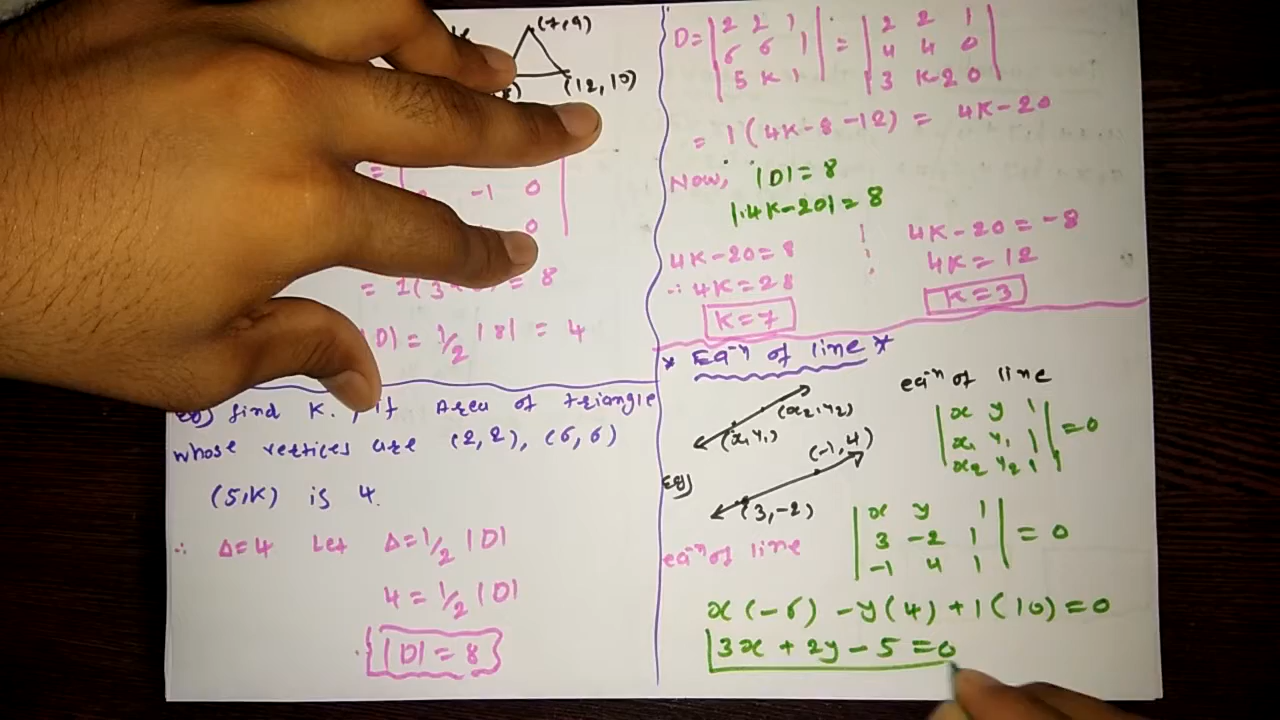 (7,9)
(12, 10)
=
-1 0
0
= 8
D| = 1/2 |8| = 4
Eg) find K. , if Area of triangle
whose vertices are (2,2), (6,6)
(5,K) is 4.
∴ Δ=4 Let Δ=1/2 |D|
4 = 1/2 |D|
|D| = 8
D= | 2 2 1 | = | 2 2 1 |
| 6 6 1 | | 4 4 0 |
| 5 K 1 | | 3 K-2 0 |
= 1(4K-8-12) = 4K-20
Now, |D|= 8
|4K-20| = 8
4K-20=8 4K-20=-8
∴ 4K=28 4K=12
K=7 K=3
* Eqⁿ of line *
eqⁿ of line
(x₂,y₂)
(x₁y₁)
| x y 1 |
| x₁ y₁ 1 | =0
| x₂ y₂ 1 |
Eg)
(-1,4)
(3,-2)
eqⁿ of line
| x y 1 |
| 3 -2 1 | = 0
| -1 4 1 |
x(-6) -y(4) +1(10)=0
3x + 2y - 5 =0